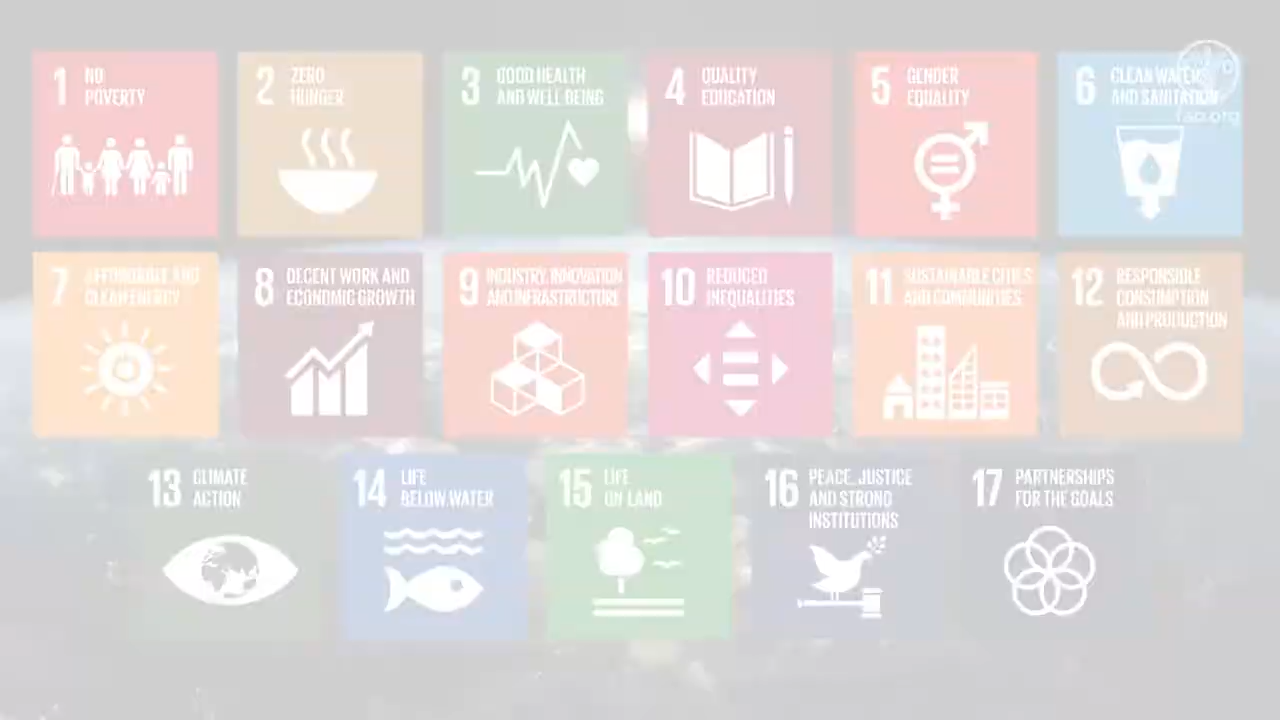 1 NO
POVERTY
2 ZERO
HUNGER
3 GOOD HEALTH
AND WELL-BEING
4 QUALITY
EDUCATION
5 GENDER
EQUALITY
6 CLEAN WATER
AND SANITATION
fao.org
7 AFFORDABLE AND
CLEAN ENERGY
8 DECENT WORK AND
ECONOMIC GROWTH
9 INDUSTRY, INNOVATION
AND INFRASTRUCTURE
10 REDUCED
INEQUALITIES
11 SUSTAINABLE CITIES
AND COMMUNITIES
12 RESPONSIBLE
CONSUMPTION
AND PRODUCTION
13 CLIMATE
ACTION
14 LIFE
BELOW WATER
15 LIFE
ON LAND
16 PEACE, JUSTICE
AND STRONG
INSTITUTIONS
17 PARTNERSHIPS
FOR THE GOALS